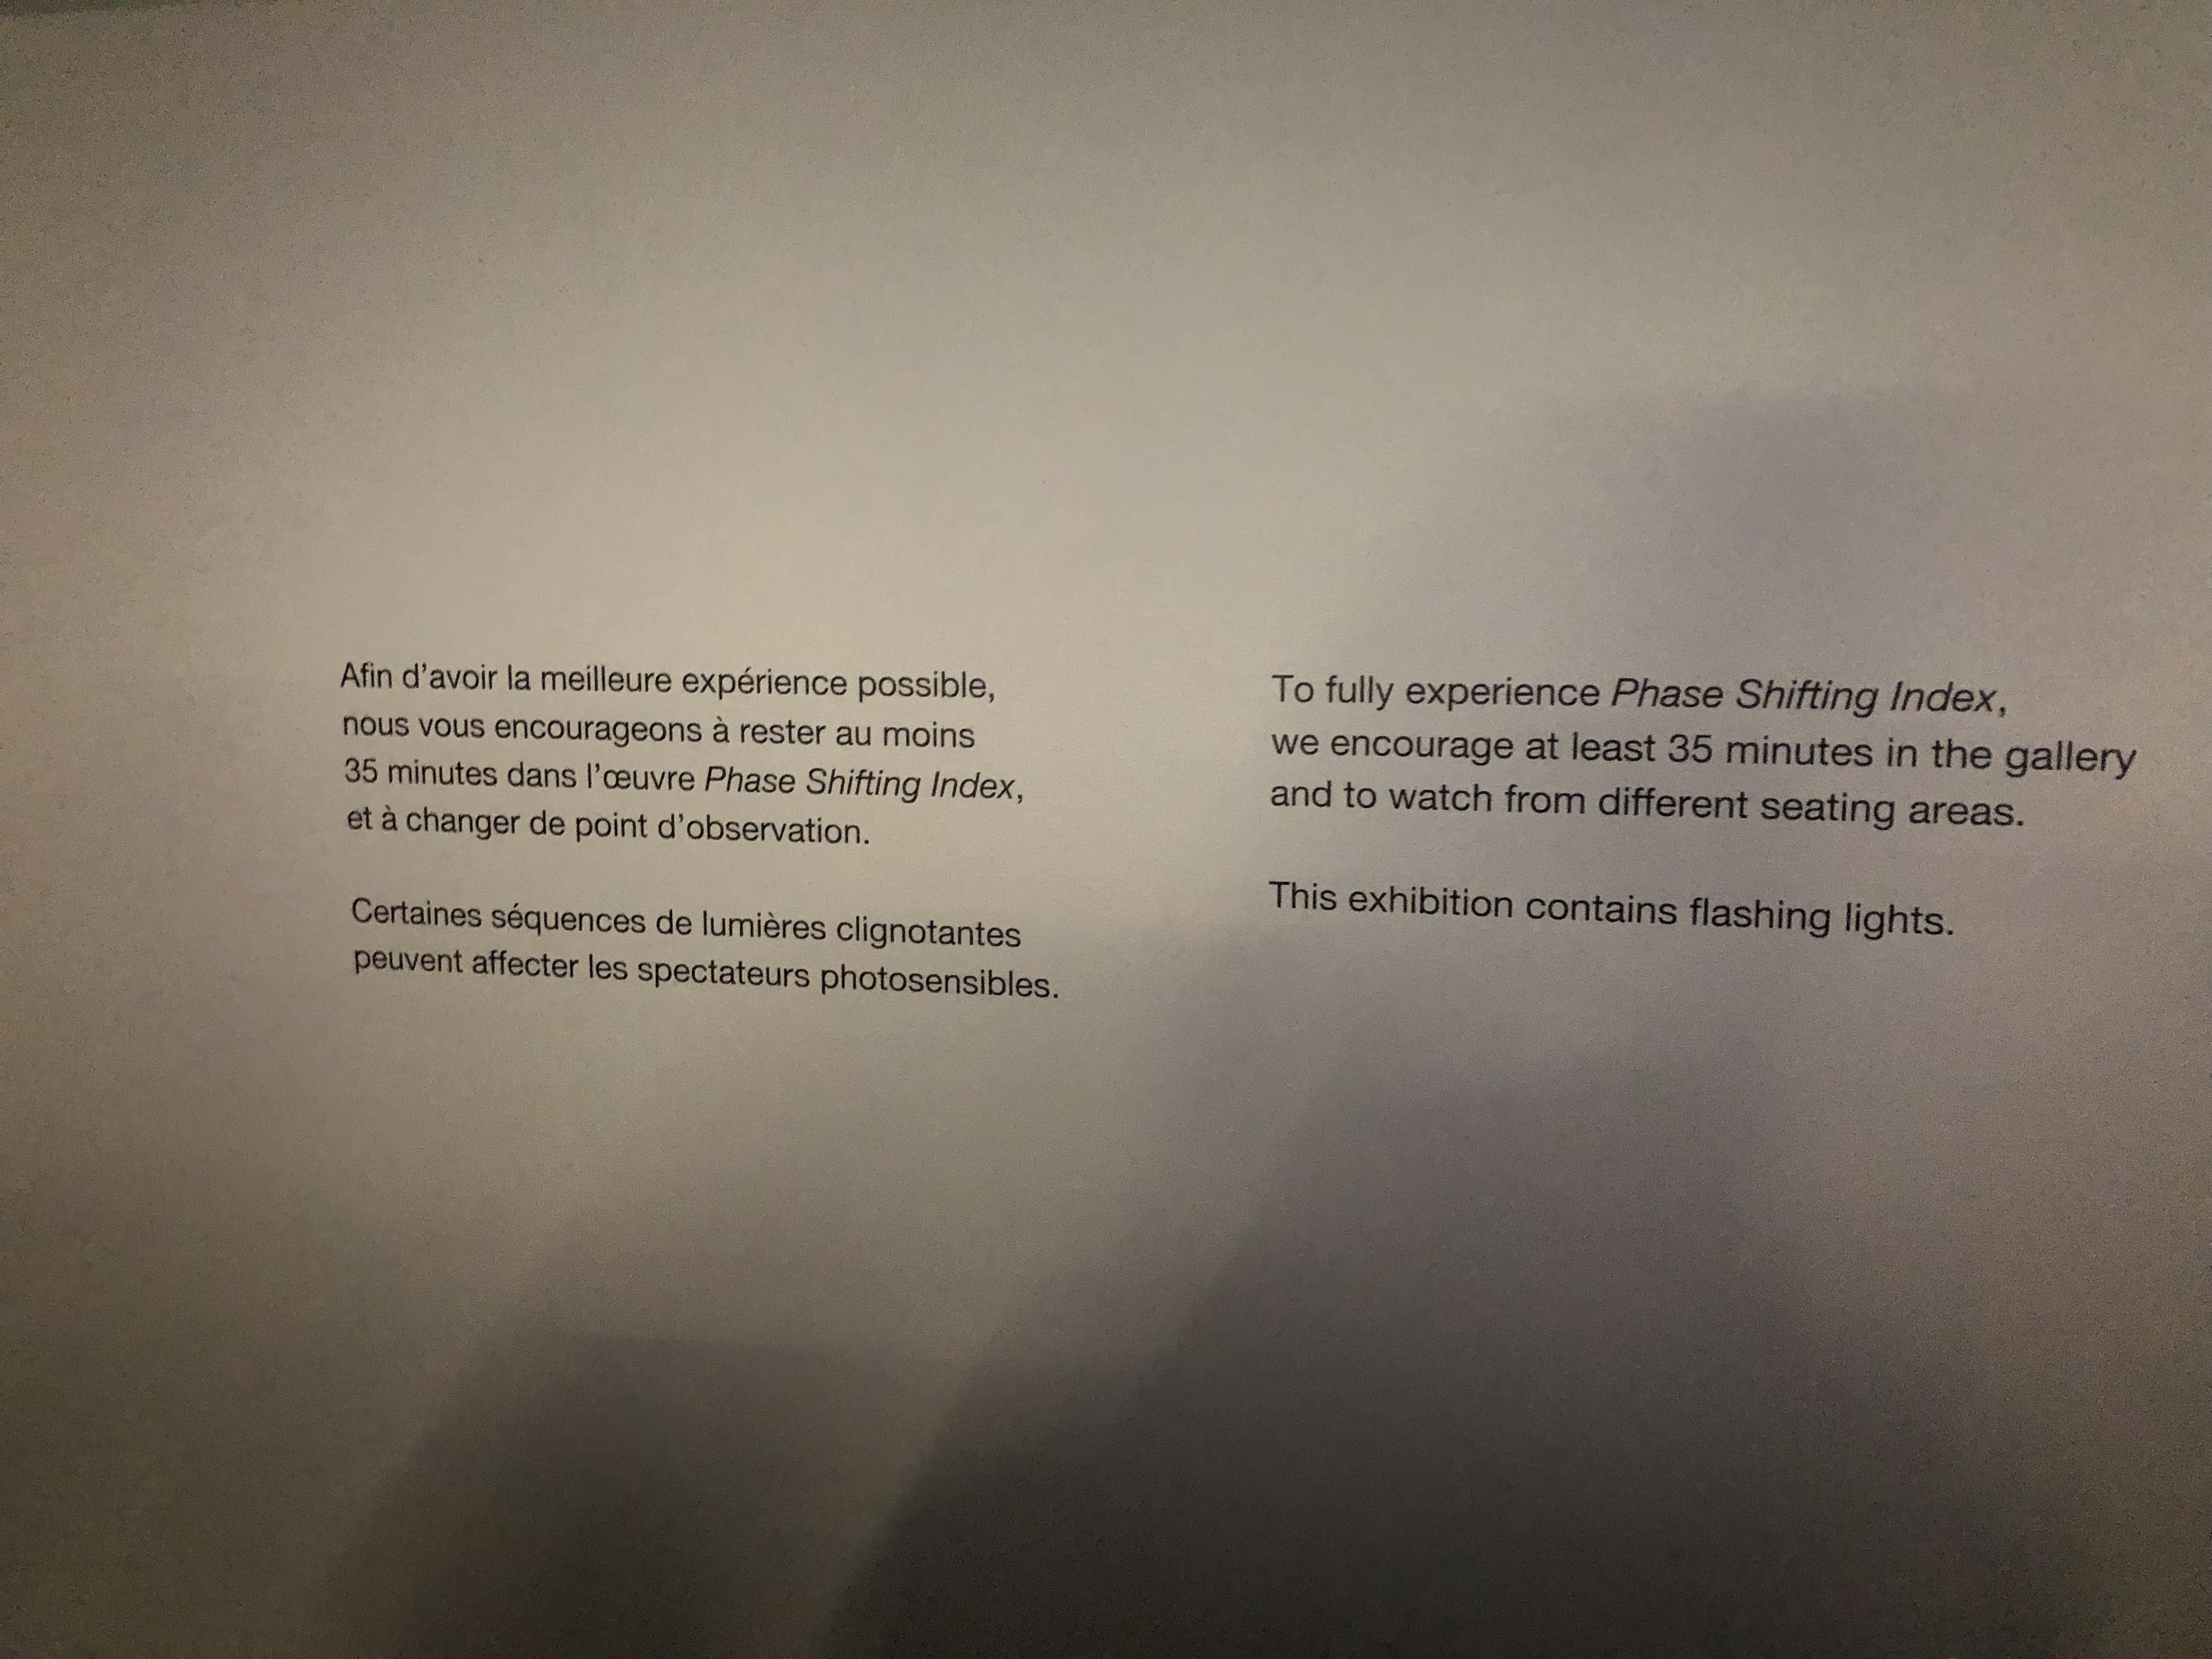 Afin d'avoir la meilleure expérience possible,
nous vous encourageons à rester au moins
35 minutes dans l'œuvre Phase Shifting Index,
et à changer de point d'observation.
Certaines séquences de lumières clignotantes
peuvent affecter les spectateurs photosensibles.
To fully experience Phase Shifting Index,
we encourage at least 35 minutes in the gallery
and to watch from different seating areas.
This exhibition contains flashing lights.